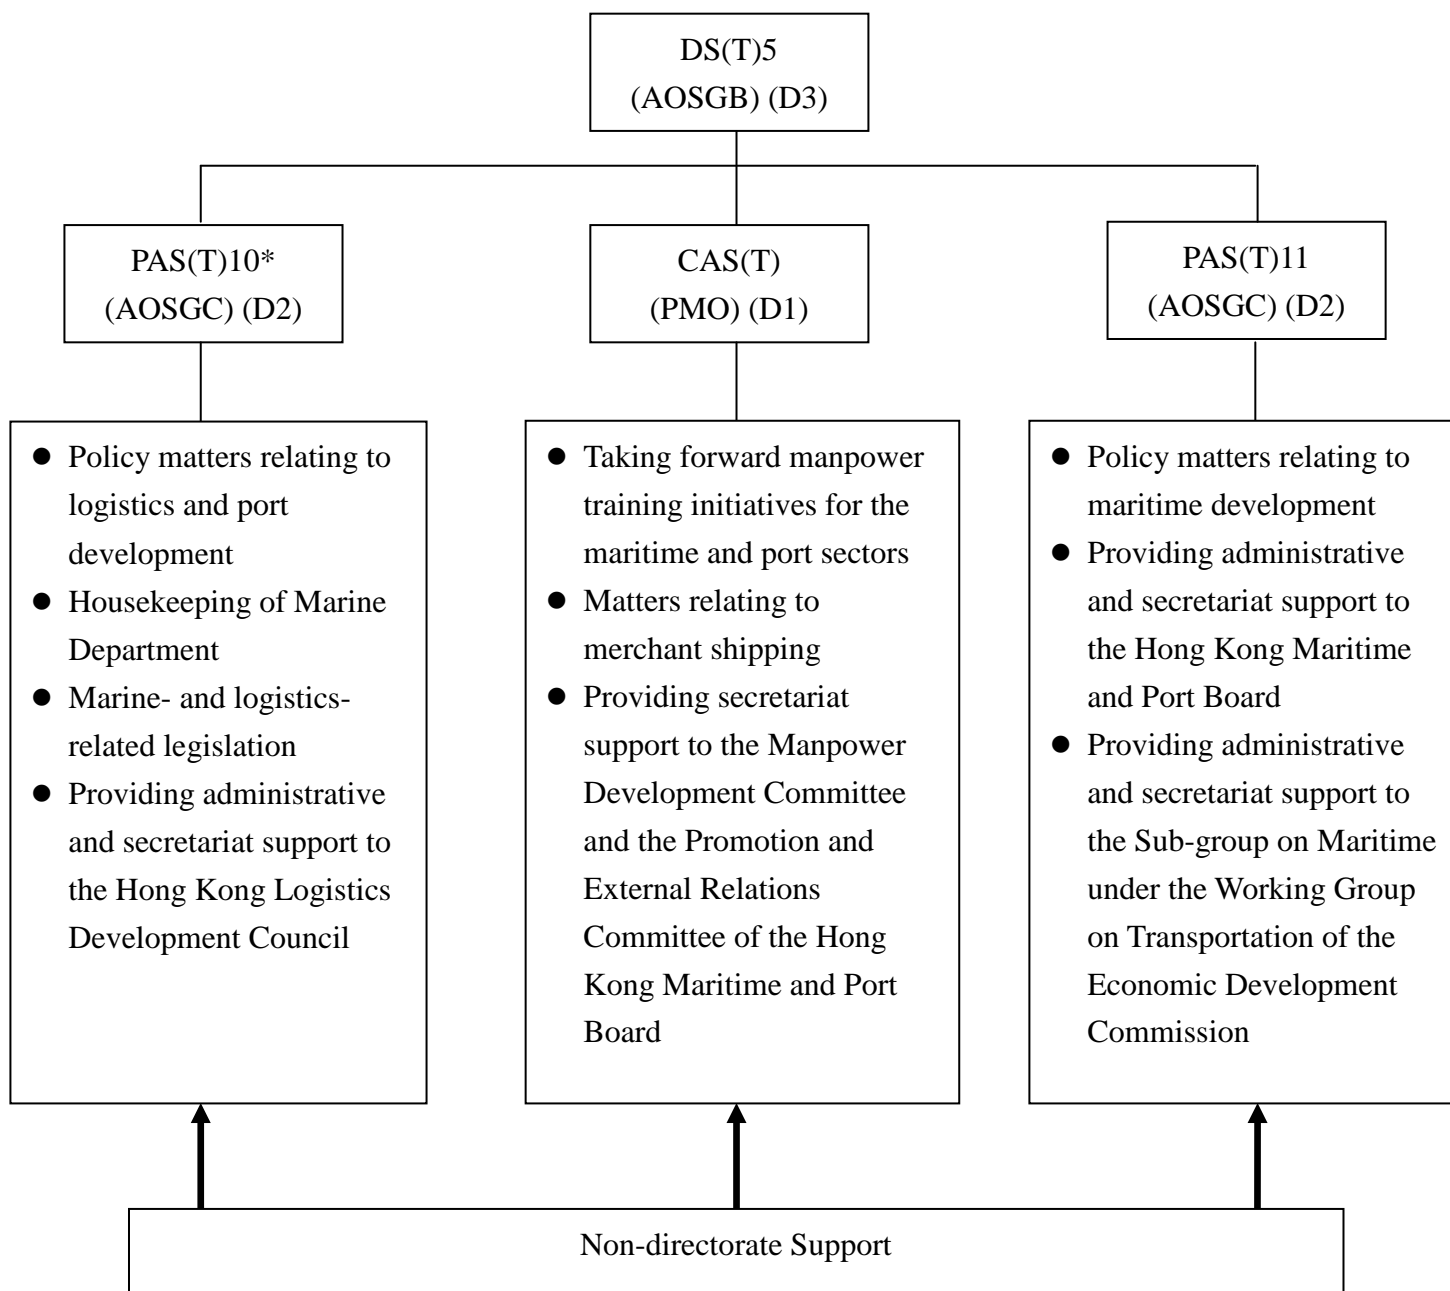 DS(T)5
(AOSGB) (D3)
PAS(T)10*
(AOSGC) (D2)
CAS(T)
(PMO) (D1)
PAS(T)11
(AOSGC) (D2)
● Policy matters relating to
logistics and port
development
● Housekeeping of Marine
Department
● Marine- and logistics-
related legislation
● Providing administrative
and secretariat support to
the Hong Kong Logistics
Development Council
● Taking forward manpower
training initiatives for the
maritime and port sectors
● Matters relating to
merchant shipping
● Providing secretariat
support to the Manpower
Development Committee
and the Promotion and
External Relations
Committee of the Hong
Kong Maritime and Port
Board
● Policy matters relating to
maritime development
● Providing administrative
and secretariat support to
the Hong Kong Maritime
and Port Board
● Providing administrative
and secretariat support to
the Sub-group on Maritime
under the Working Group
on Transportation of the
Economic Development
Commission
Non-directorate Support